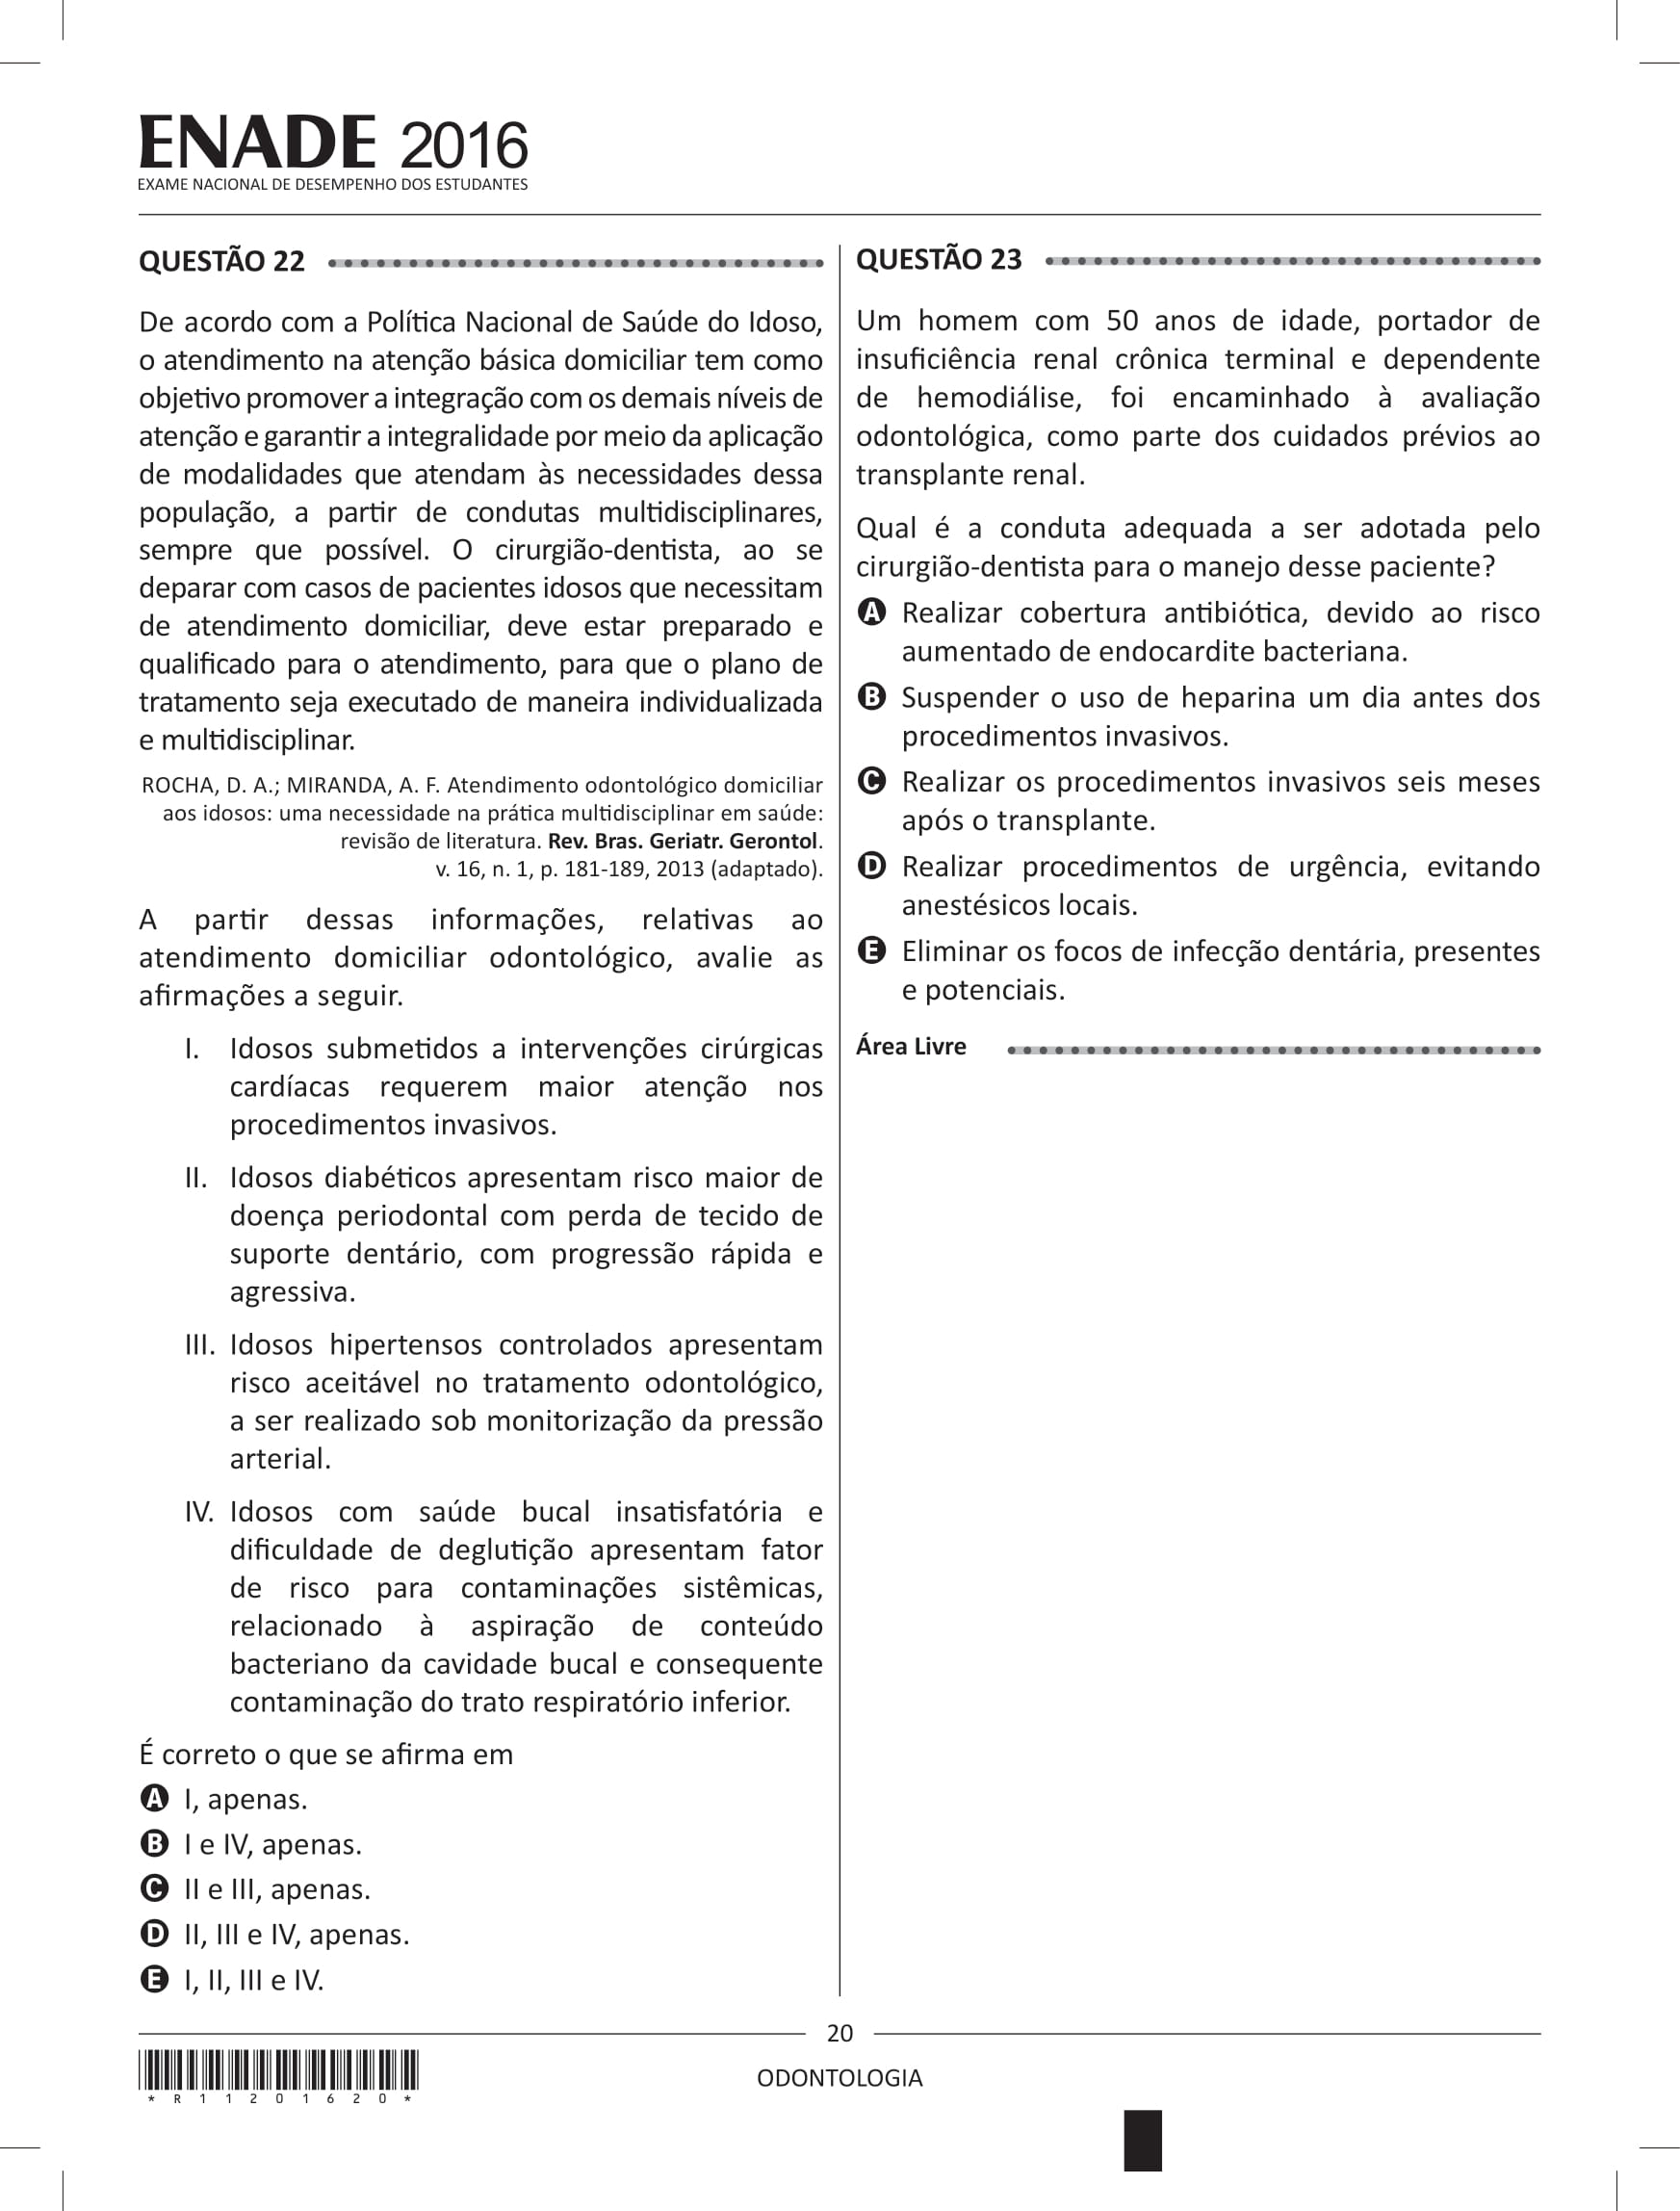 ENADE 2016
EXAME NACIONAL DE DESEMPENHO DOS ESTUDANTES
QUESTÃO 22
De acordo com a Política Nacional de Saúde do Idoso,
o atendimento na atenção básica domiciliar tem como
objetivo promover a integração com os demais níveis de
atenção e garantir a integralidade por meio da aplicação
de modalidades que atendam às necessidades dessa
população, a partir de condutas multidisciplinares,
sempre que possível. O cirurgião-dentista, ao se
deparar com casos de pacientes idosos que necessitam
de atendimento domiciliar, deve estar preparado e
qualificado para o atendimento, para que o plano de
tratamento seja executado de maneira individualizada
e multidisciplinar.
ROCHA, D. A.; MIRANDA, A. F. Atendimento odontológico domiciliar
aos idosos: uma necessidade na prática multidisciplinar em saúde:
revisão de literatura. Rev. Bras. Geriatr. Gerontol.
v. 16, n. 1, p. 181-189, 2013 (adaptado).
A partir dessas informações, relativas ao
atendimento domiciliar odontológico, avalie as
afirmações a seguir.
I. Idosos submetidos a intervenções cirúrgicas
cardíacas requerem maior atenção nos
procedimentos invasivos.
II. Idosos diabéticos apresentam risco maior de
doença periodontal com perda de tecido de
suporte dentário, com progressão rápida e
agressiva.
III. Idosos hipertensos controlados apresentam
risco aceitável no tratamento odontológico,
a ser realizado sob monitorização da pressão
arterial.
IV. Idosos com saúde bucal insatisfatória e
dificuldade de deglutição apresentam fator
de risco para contaminações sistêmicas,
relacionado à aspiração de conteúdo
bacteriano da cavidade bucal e consequente
contaminação do trato respiratório inferior.
É correto o que se afirma em
A I, apenas.
B I e IV, apenas.
C II e III, apenas.
D II, III e IV, apenas.
E I, II, III e IV.
QUESTÃO 23
Um homem com 50 anos de idade, portador de
insuficiência renal crônica terminal e dependente
de hemodiálise, foi encaminhado à avaliação
odontológica, como parte dos cuidados prévios ao
transplante renal.
Qual é a conduta adequada a ser adotada pelo
cirurgião-dentista para o manejo desse paciente?
A Realizar cobertura antibiótica, devido ao risco
aumentado de endocardite bacteriana.
B Suspender o uso de heparina um dia antes dos
procedimentos invasivos.
C Realizar os procedimentos invasivos seis meses
após o transplante.
D Realizar procedimentos de urgência, evitando
anestésicos locais.
E Eliminar os focos de infecção dentária, presentes
e potenciais.
Área Livre
20
ODONTOLOGIA
* R 1 1 2 0 1 6 2 0 *